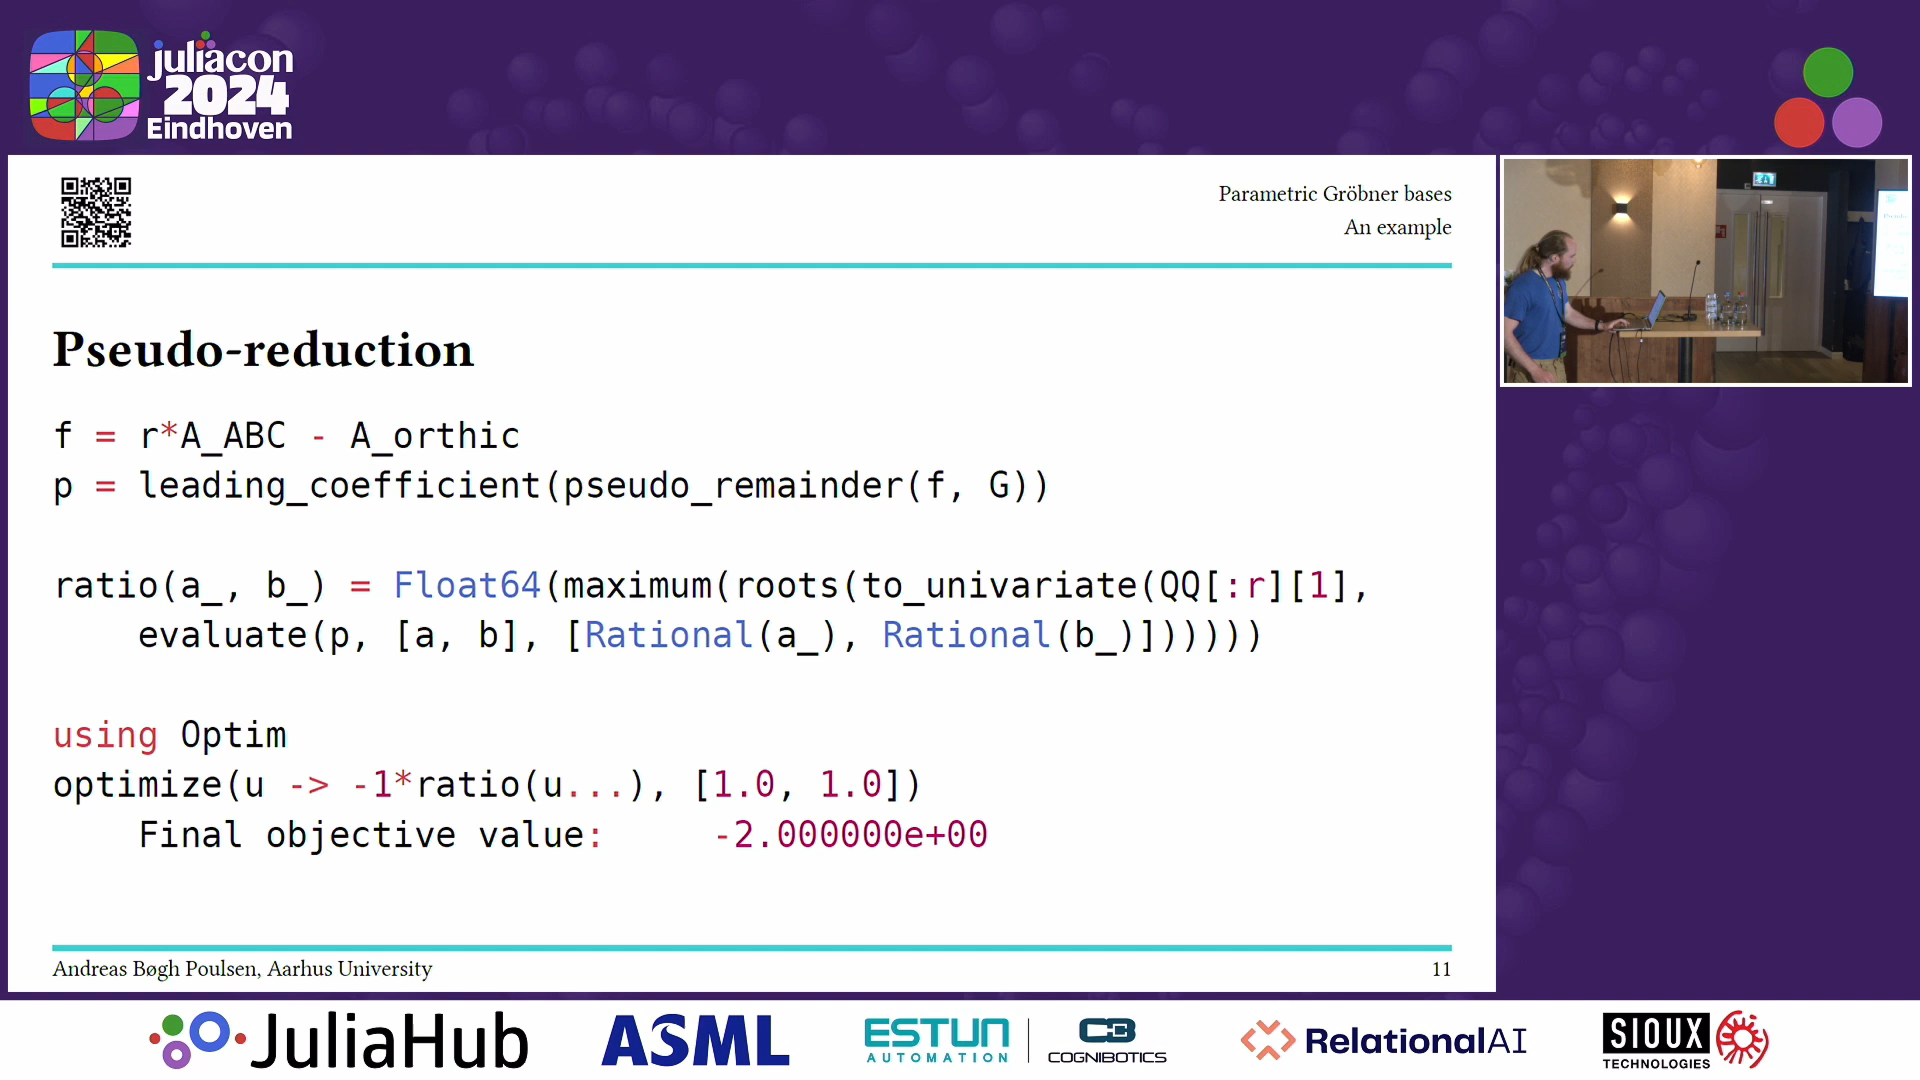 juliacon
2024
Eindhoven
Parametric Gröbner bases
An example
Pseudo-reduction
f = r*A_ABC - A_orthic
p = leading_coefficient(pseudo_remainder(f, G))
ratio(a_, b_) = Float64(maximum(roots(to_univariate(QQ[:r][1],
evaluate(p, [a, b], [Rational(a_), Rational(b_)])))))
using Optim
optimize(u -> -1*ratio(u...), [1.0, 1.0])
Final objective value:     -2.000000e+00
Andreas Bøgh Poulsen, Aarhus University
11
JuliaHub
ASML
ESTUN
AUTOMATION
COGNIBOTICS
RelationalAI
SIOUX
TECHNOLOGIES